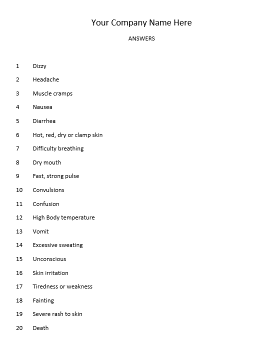 Your Company Name Here
ANSWERS
1 Dizzy
2 Headache
3 Muscle cramps
4 Nausea
5 Diarrhea
6 Hot, red, dry or clamp skin
7 Difficulty breathing
8 Dry mouth
9 Fast, strong pulse
10 Convulsions
11 Confusion
12 High Body temperature
13 Vomit
14 Excessive sweating
15 Unconscious
16 Skin irritation
17 Tiredness or weakness
18 Fainting
19 Severe rash to skin
20 Death